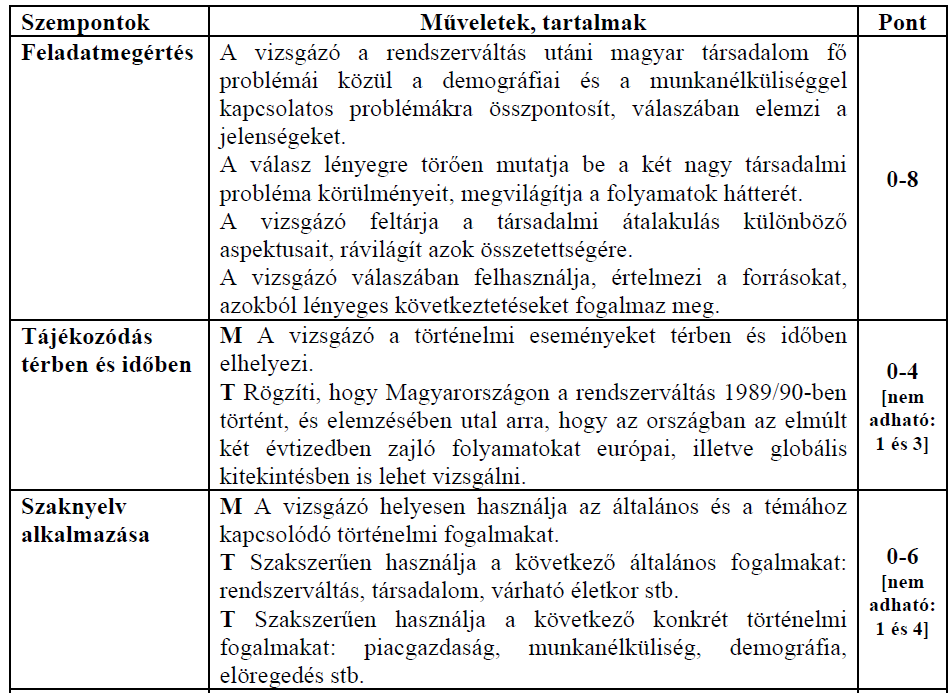 Szempontok Műveletek, tartalmak Pont
Feladatmegértés
A vizsgázó a rendszerváltás utáni magyar társadalom fő
problémái közül a demográfiai és a munkanélküliséggel
kapcsolatos problémákra összpontosít, válaszában elemzi a
jelenségeket.
A válasz lényegre törően mutatja be a két nagy társadalmi
probléma körülményeit, megvilágítja a folyamatok hátterét.
A vizsgázó feltárja a társadalmi átalakulás különböző
aspektusait, rávilágít azok összetettségére.
A vizsgázó válaszában felhasználja, értelmezi a forrásokat,
azokból lényeges következtetéseket fogalmaz meg.
0-8
Tájékozódás
térben és időben
M A vizsgázó a történelmi eseményeket térben és időben
elhelyezi.
T Rögzíti, hogy Magyarországon a rendszerváltás 1989/90-ben
történt, és elemzésében utal arra, hogy az országban az elmúlt
két évtizedben zajló folyamatokat európai, illetve globális
kitekintésben is lehet vizsgálni.
0-4
[nem
adható:
1 és 3]
Szaknyelv
alkalmazása
M A vizsgázó helyesen használja az általános és a témához
kapcsolódó történelmi fogalmakat.
T Szakszerűen használja a következő általános fogalmakat:
rendszerváltás, társadalom, várható életkor stb.
T Szakszerűen használja a következő konkrét történelmi
fogalmakat: piacgazdaság, munkanélküliség, demográfia,
elöregedés stb.
0-6
[nem
adható:
1 és 4]